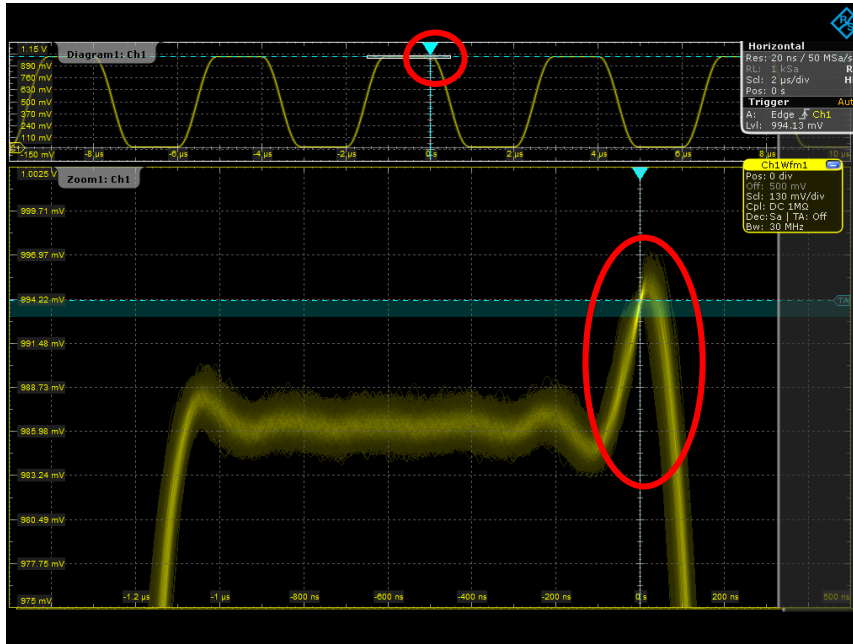 R&S
1.15 V
Diagram1: Ch1
890 mV
760 mV
630 mV
500 mV
370 mV
240 mV
110 mV
-150 mV
-8 µs
-6 µs
-4 µs
-2 µs
0 s
2 µs
4 µs
6 µs
8 µs
10 µs
Horizontal
Res: 20 ns / 50 MSa/s
RL: 1 kSa R
Scl: 2 µs/div H
Pos: 0 s
Trigger Aut
A: Edge Ch1
Lvl: 994.13 mV
Ch1Wfm1
Pos: 0 div
Off: 500 mV
Scl: 130 mV/div
Cpl: DC 1MΩ
Dec:Sa | TA: Off
Bw: 30 MHz
1.0025 V
Zoom1: Ch1
999.71 mV
996.97 mV
994.22 mV
TA
991.48 mV
988.73 mV
985.98 mV
983.24 mV
980.49 mV
977.75 mV
975 mV
-1.2 µs
-1 µs
-800 ns
-600 ns
-400 ns
-200 ns
0 s
200 ns
500 ns